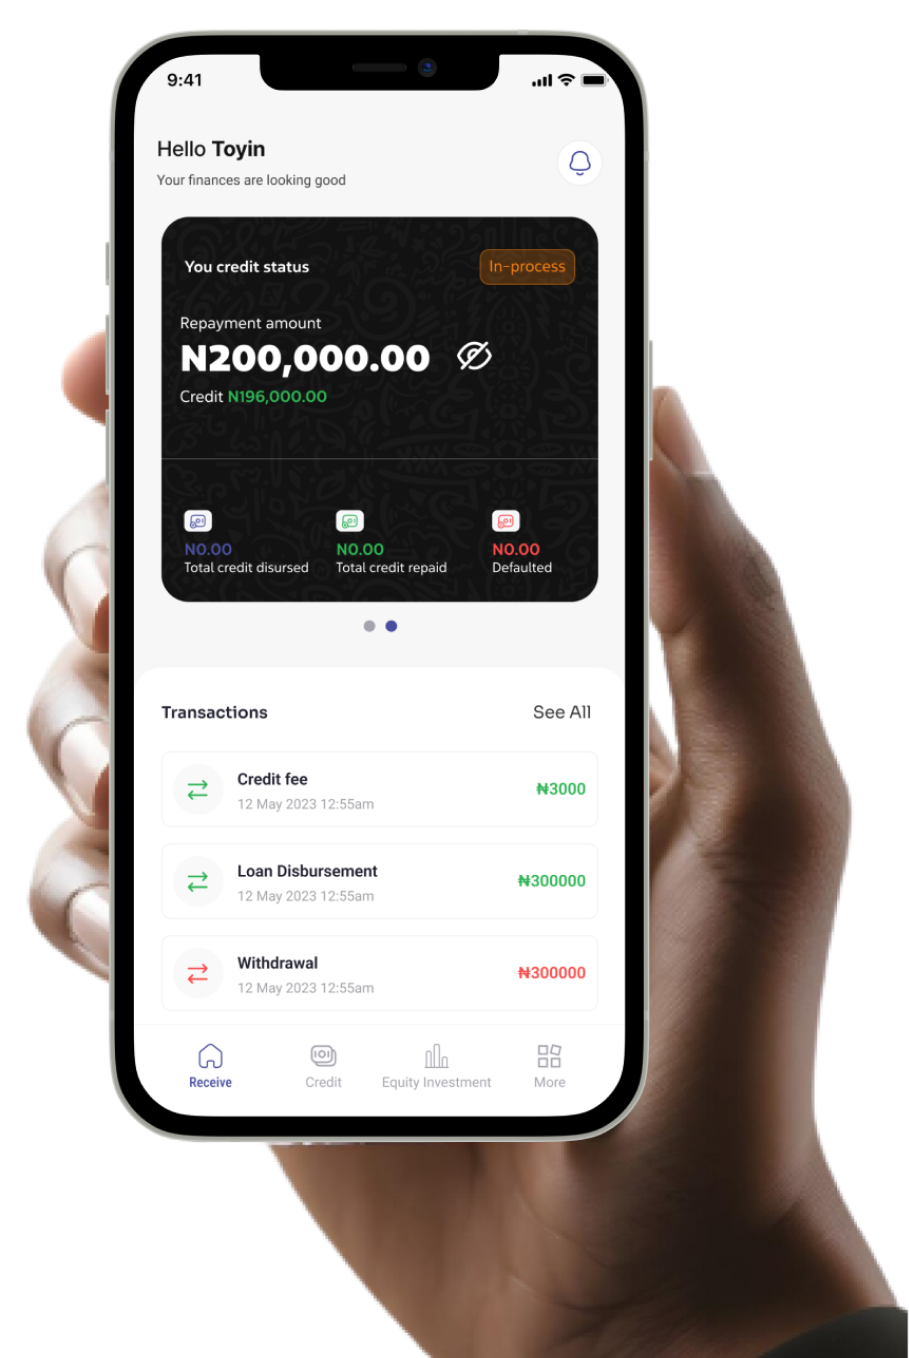 9:41
Hello Toyin
Your finances are looking good
You credit status
In-process
Repayment amount
N200,000.00
Credit N196,000.00
N0.00
Total credit disursed
N0.00
Total credit repaid
N0.00
Defaulted
Transactions
See All
Credit fee
12 May 2023 12:55am
₦3000
Loan Disbursement
12 May 2023 12:55am
₦300000
Withdrawal
12 May 2023 12:55am
₦300000
Receive
Credit
Equity Investment
More